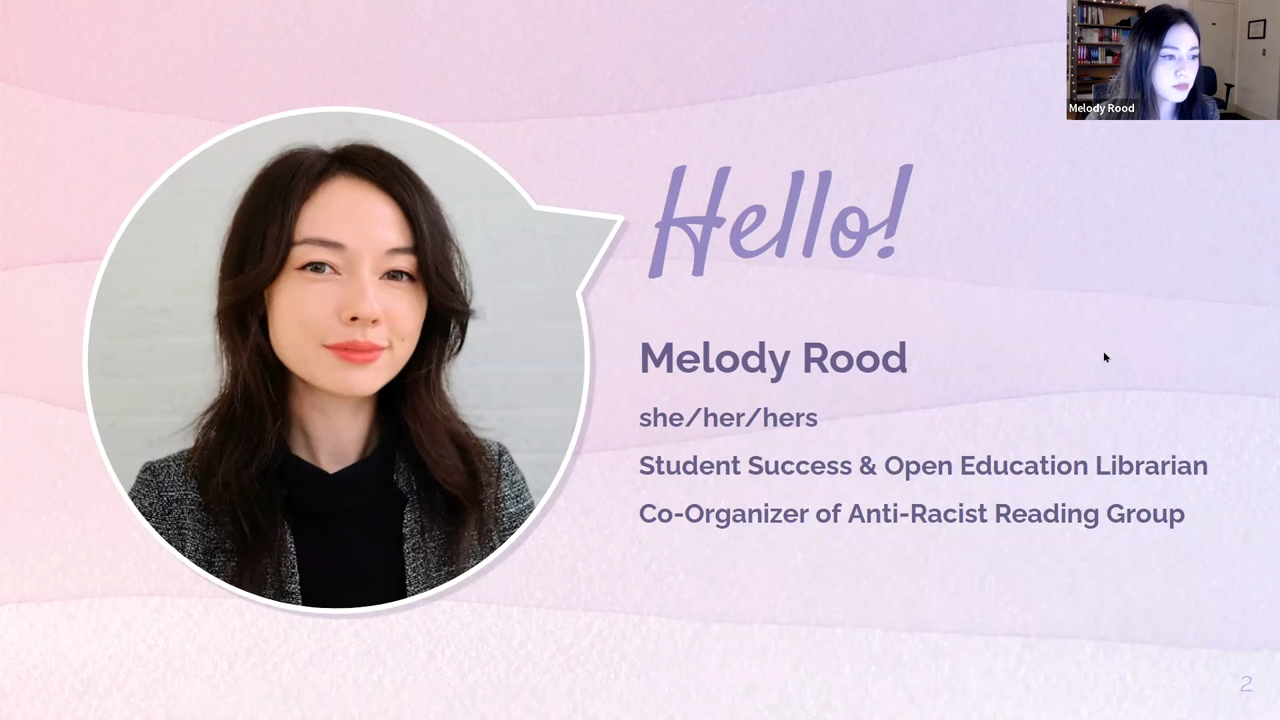 Melody Rood
Hello!
Melody Rood
she/her/hers
Student Success & Open Education Librarian
Co-Organizer of Anti-Racist Reading Group
2